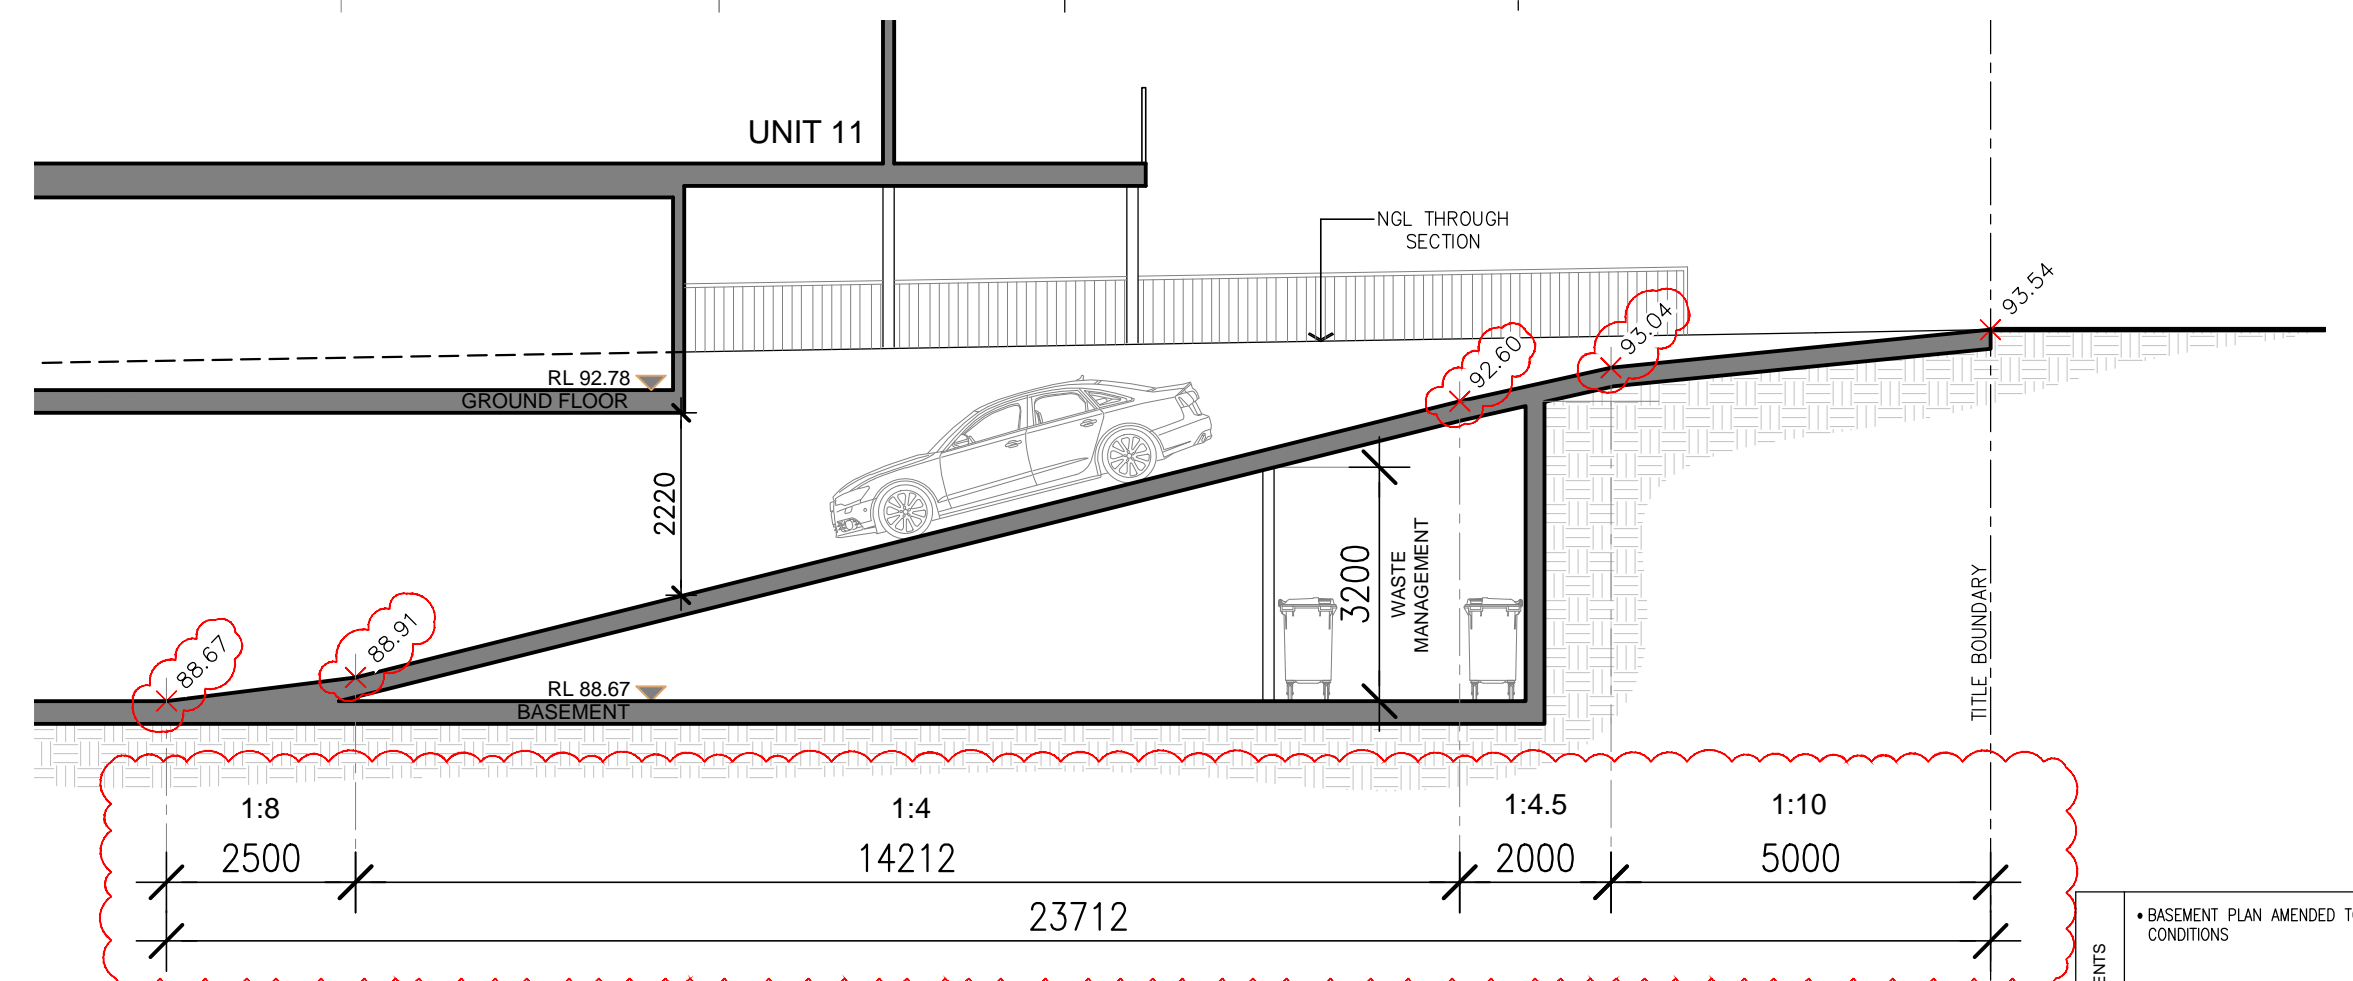 UNIT 11
NGL THROUGH
SECTION
93.54
93.04
92.60
RL 92.78
GROUND FLOOR
2220
3200
WASTE
MANAGEMENT
TITLE BOUNDARY
88.91
88.67
RL 88.67
BASEMENT
1:8
1:4
1:4.5
1:10
2500
14212
2000
5000
23712
• BASEMENT PLAN AMENDED
CONDITIONS